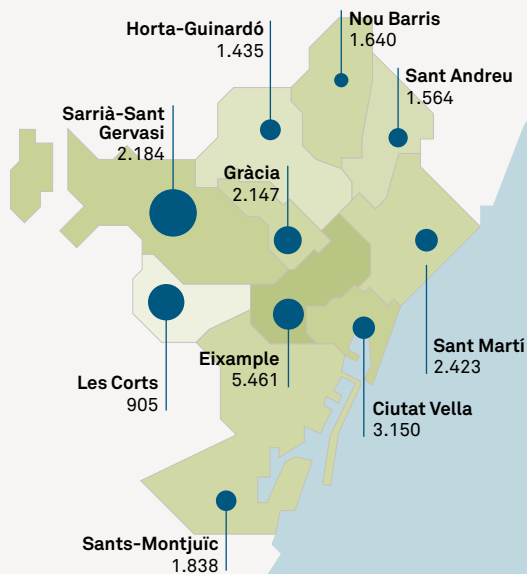 Nou Barris
1.640
Horta-Guinardó
1.435
Sant Andreu
1.564
Sarrià-Sant
Gervasi
2.184
Gràcia
2.147
Sant Martí
2.423
Eixample
5.461
Les Corts
905
Ciutat Vella
3.150
Sants-Montjuïc
1.838